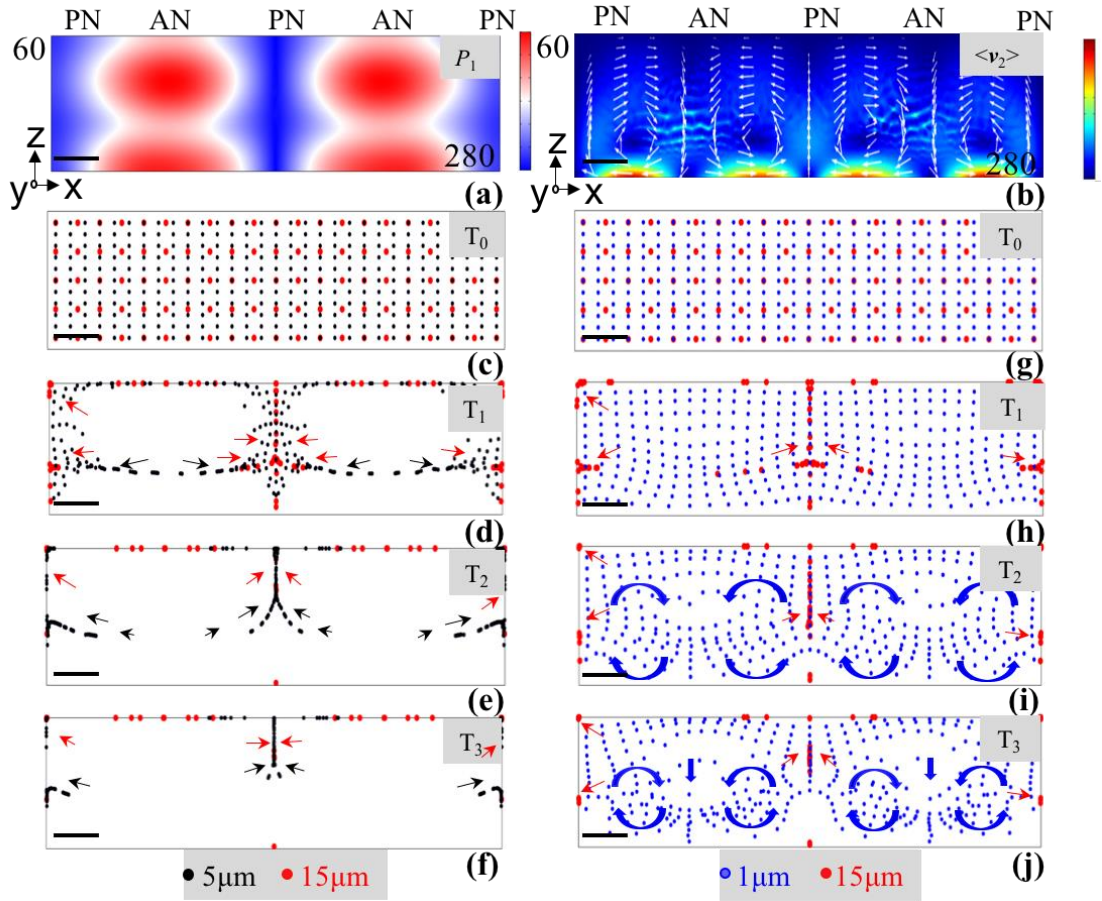 PN AN PN AN PN
60 P₁
280
z
y x
(a)
T₀
(c)
T₁
(d)
T₂
(e)
T₃
(f)
5µm 15µm
PN AN PN AN PN
60 <v₂>
280
z
y x
(b)
T₀
(g)
T₁
(h)
T₂
(i)
T₃
(j)
1µm 15µm